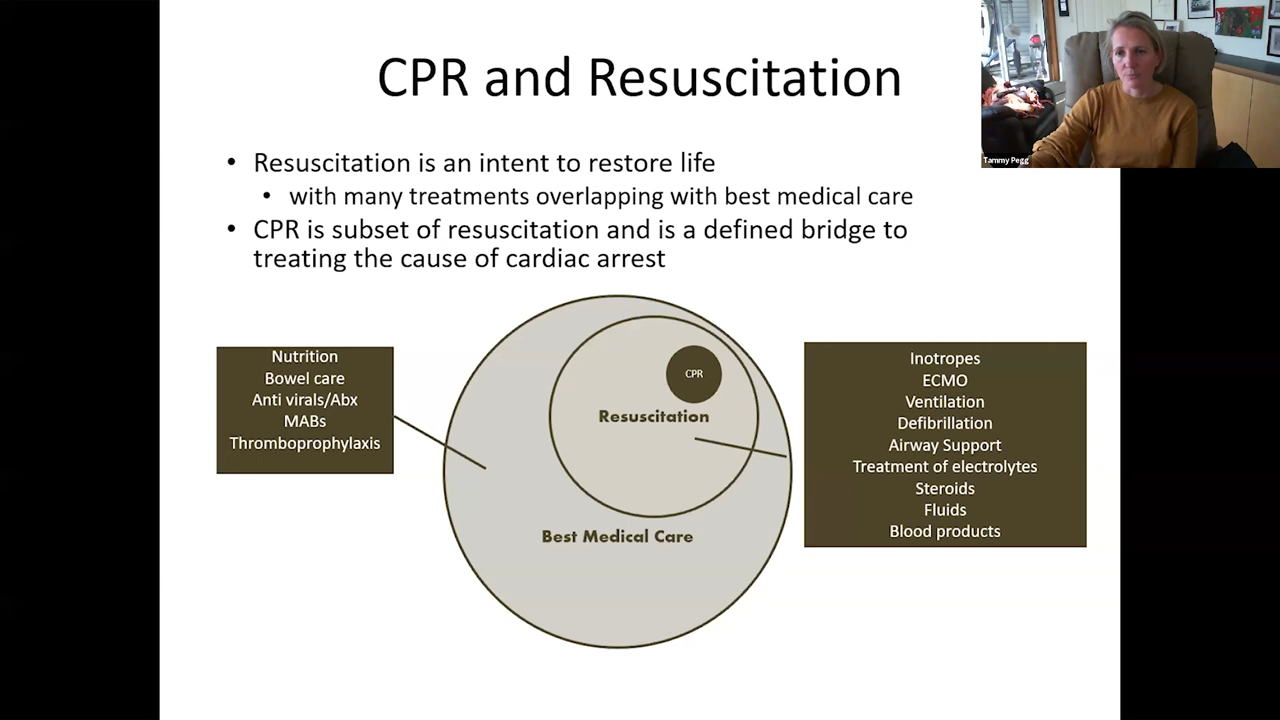 CPR and Resuscitation
Tammy Pegg
• Resuscitation is an intent to restore life
• with many treatments overlapping with best medical care
• CPR is subset of resuscitation and is a defined bridge to
treating the cause of cardiac arrest
Nutrition
Bowel care
Anti virals/Abx
MABs
Thromboprophylaxis
CPR
Resuscitation
Best Medical Care
Inotropes
ECMO
Ventilation
Defibrillation
Airway Support
Treatment of electrolytes
Steroids
Fluids
Blood products